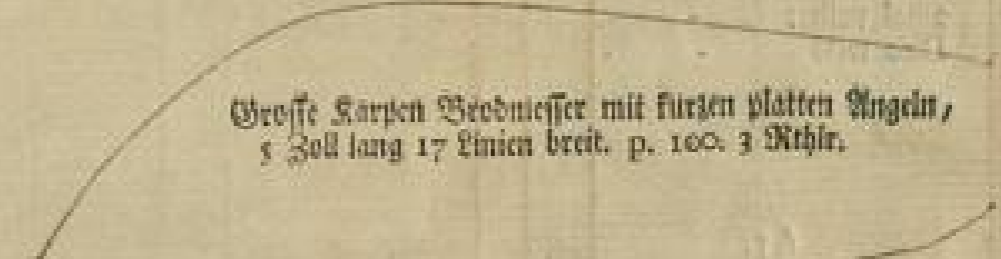 Grosse Karpen Brodmesser mit kurzen platten Angeln,
5 Zoll lang 17 Linien breit. p. 100. 3 Rthlr.